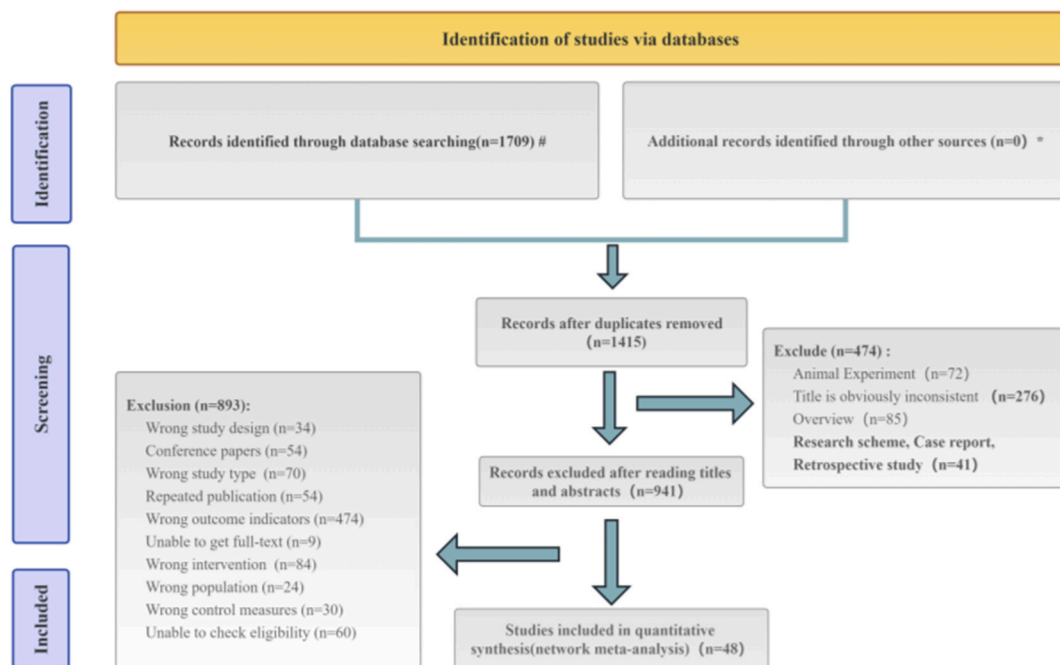 Identification of studies via databases
Identification
Records identified through database searching(n=1709) #
Additional records identified through other sources (n=0) *
Screening
Records after duplicates removed
(n=1415)
Exclude (n=474) :
Animal Experiment (n=72)
Title is obviously inconsistent (n=276)
Overview (n=85)
Research scheme, Case report,
Retrospective study (n=41)
Records excluded after reading titles
and abstracts (n=941)
Exclusion (n=893):
Wrong study design (n=34)
Conference papers (n=54)
Wrong study type (n=70)
Repeated publication (n=54)
Wrong outcome indicators (n=474)
Unable to get full-text (n=9)
Wrong intervention (n=84)
Wrong population (n=24)
Wrong control measures (n=30)
Unable to check eligibility (n=60)
Included
Studies included in quantitative
synthesis(network meta-analysis) (n=48)